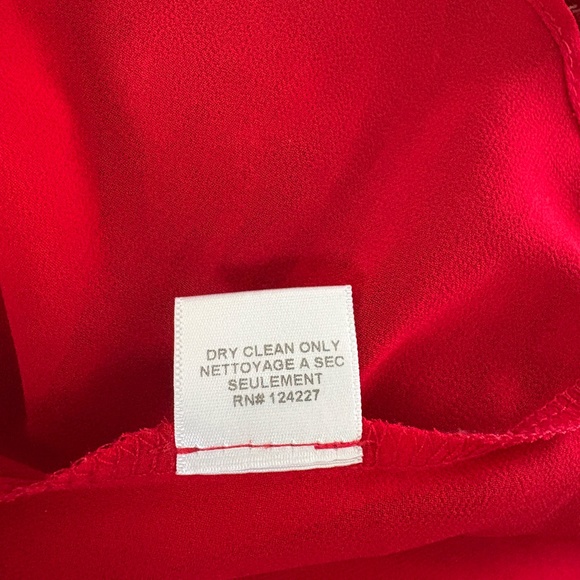 DRY CLEAN ONLY
NETTOYAGE A SEC
SEULEMENT
RN# 124227